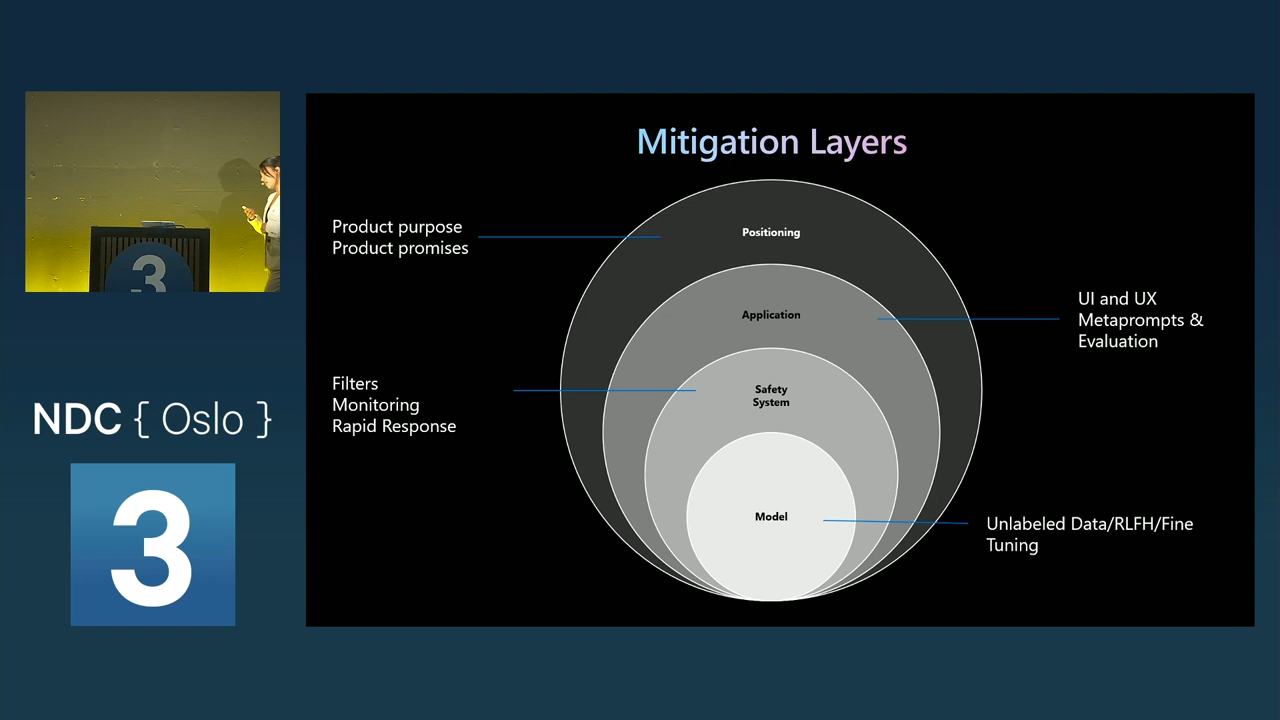 Mitigation Layers
Product purpose
Product promises
Positioning
UI and UX
Metaprompts &
Evaluation
Application
Filters
Monitoring
Rapid Response
Safety
System
Model
Unlabeled Data/RLFH/Fine
Tuning
3
NDC { Oslo }
3